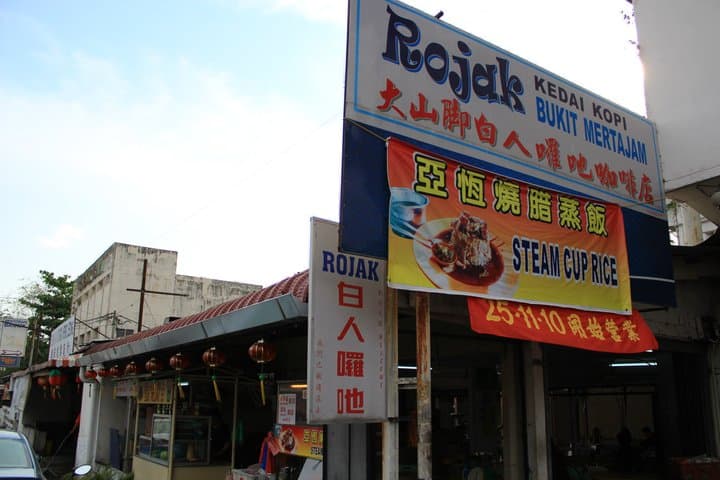 Rojak
KEDAI KOPI
BUKIT MERTAJAM
大山脚白人囉吔咖啡店
亞恆燒腊蒸飯
STEAM CUP RICE
25-11-10開始營業
ROJAK
白人囉吔